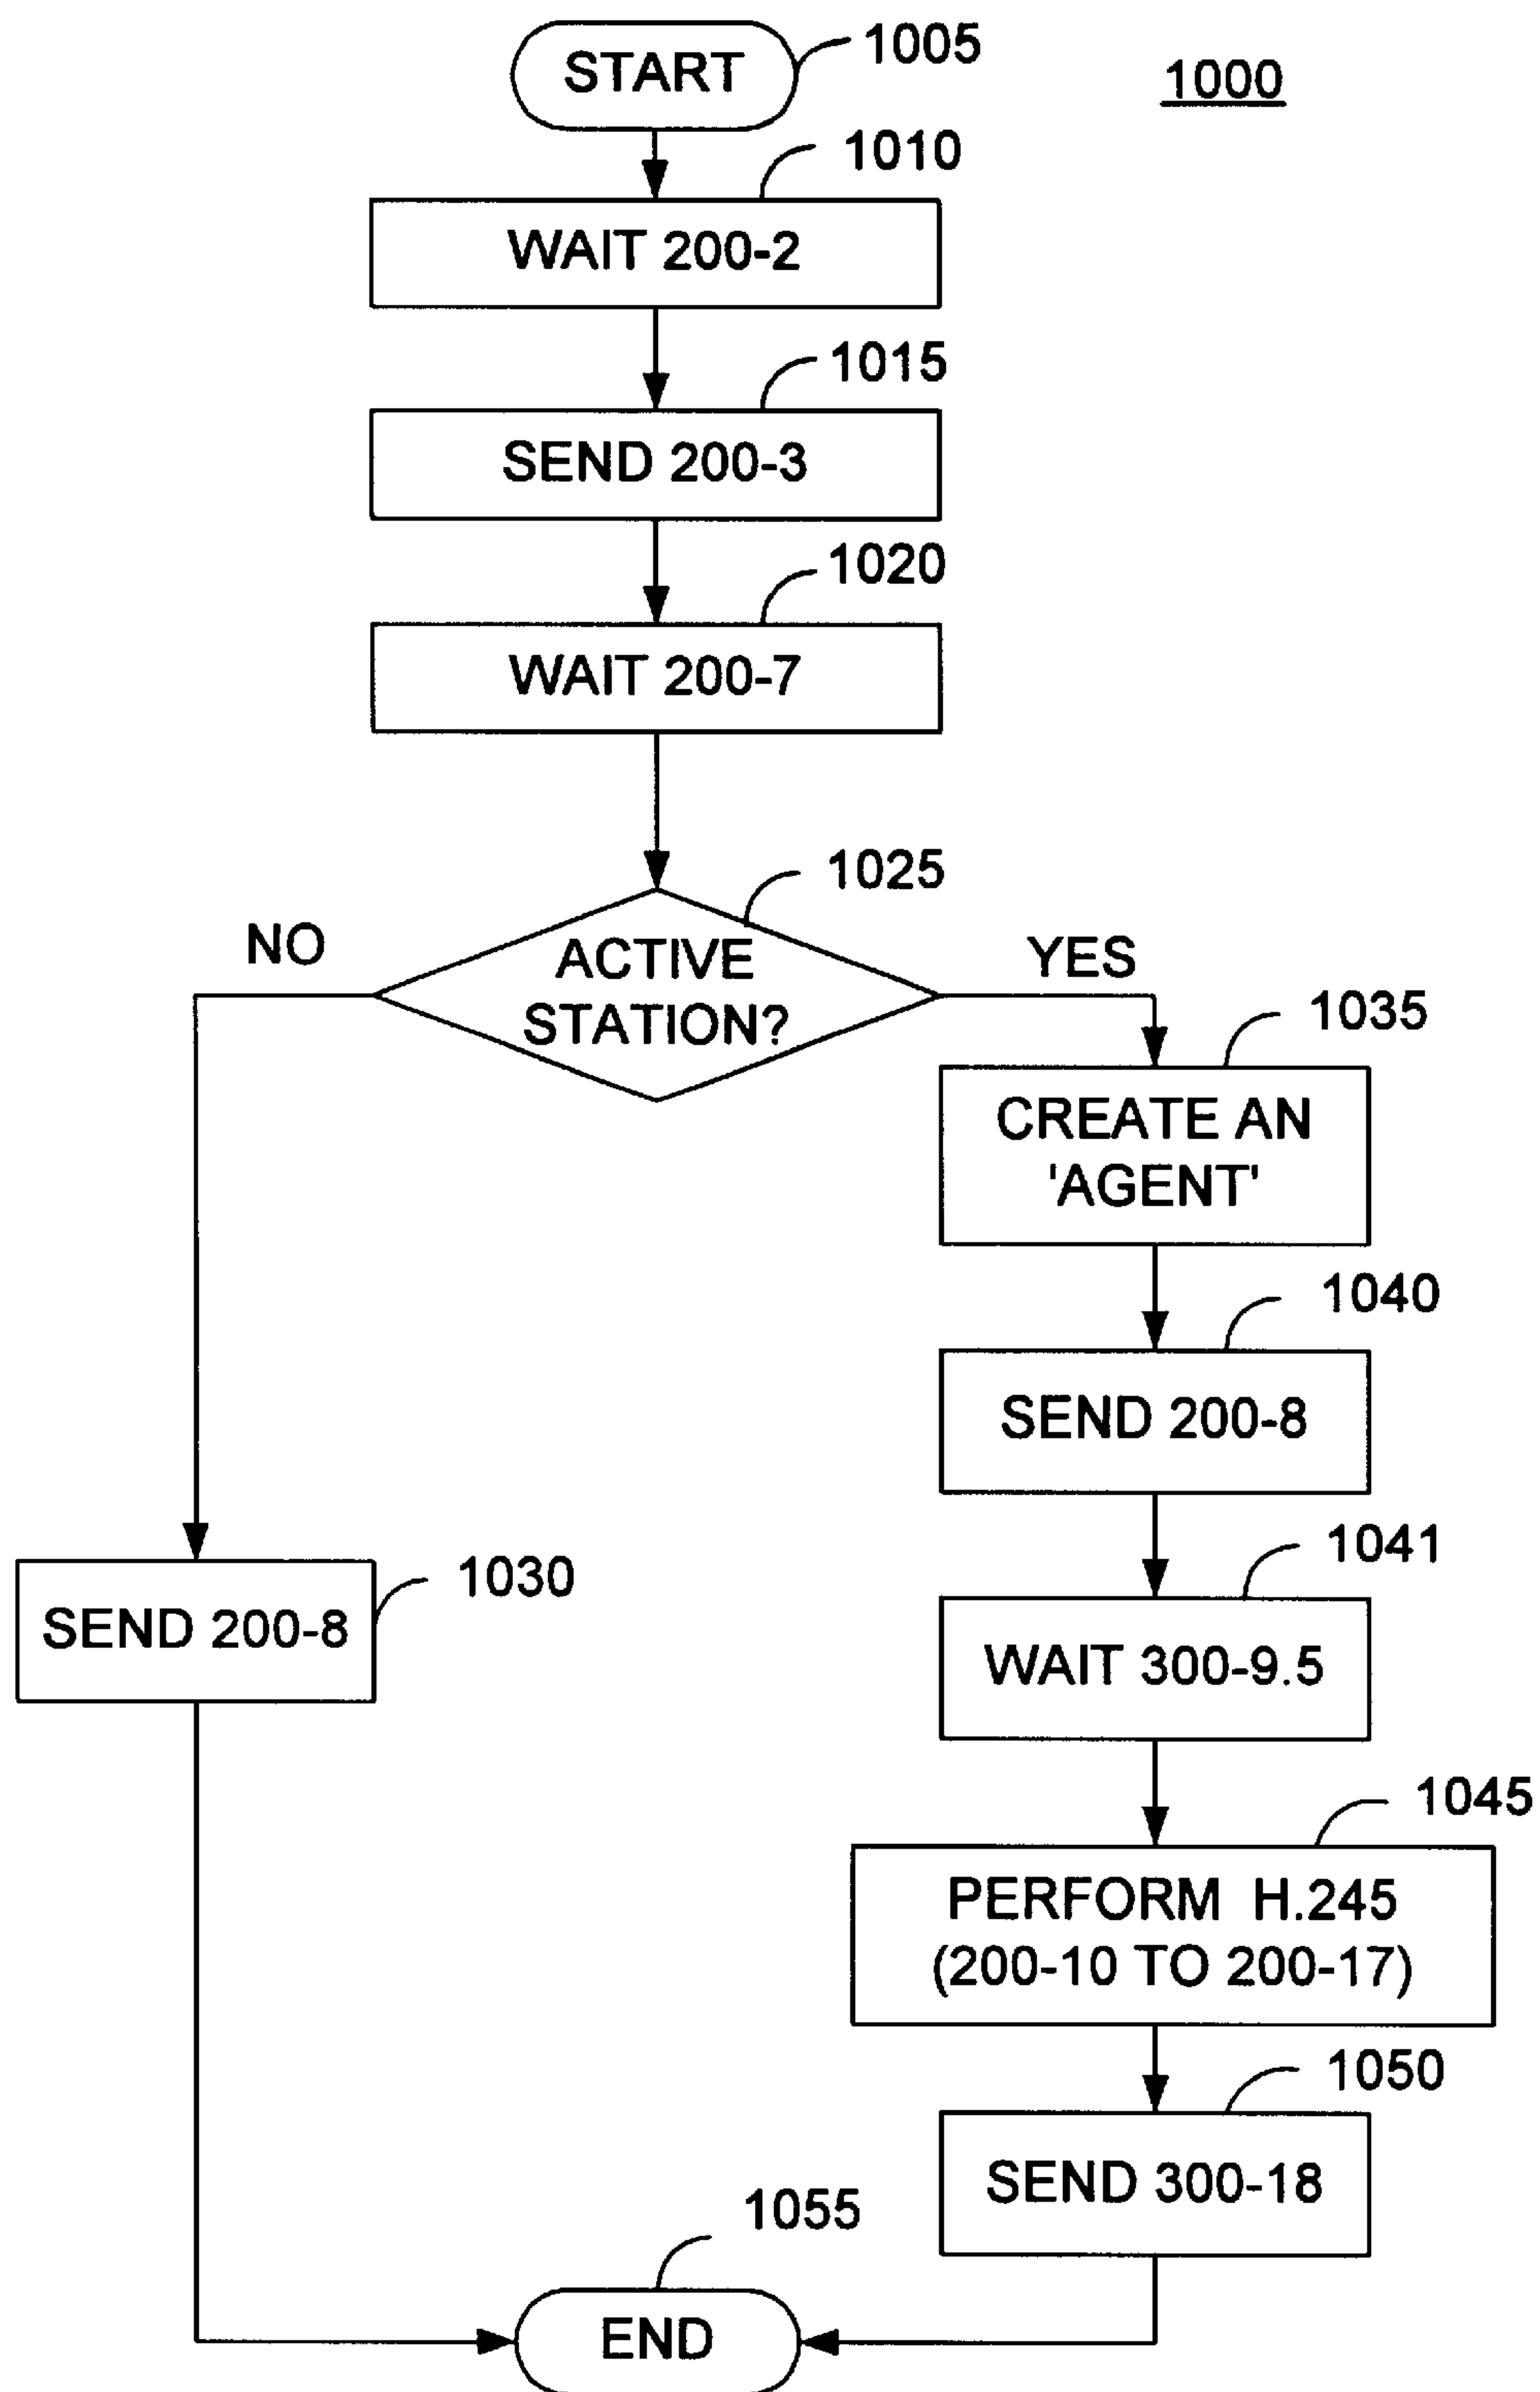 START
1005
1000
1010
WAIT 200-2
1015
SEND 200-3
1020
WAIT 200-7
1025
NO
ACTIVE
STATION?
YES
1035
CREATE AN
'AGENT'
1040
SEND 200-8
1041
1030
SEND 200-8
WAIT 300-9.5
1045
PERFORM H.245
(200-10 TO 200-17)
1050
SEND 300-18
1055
END